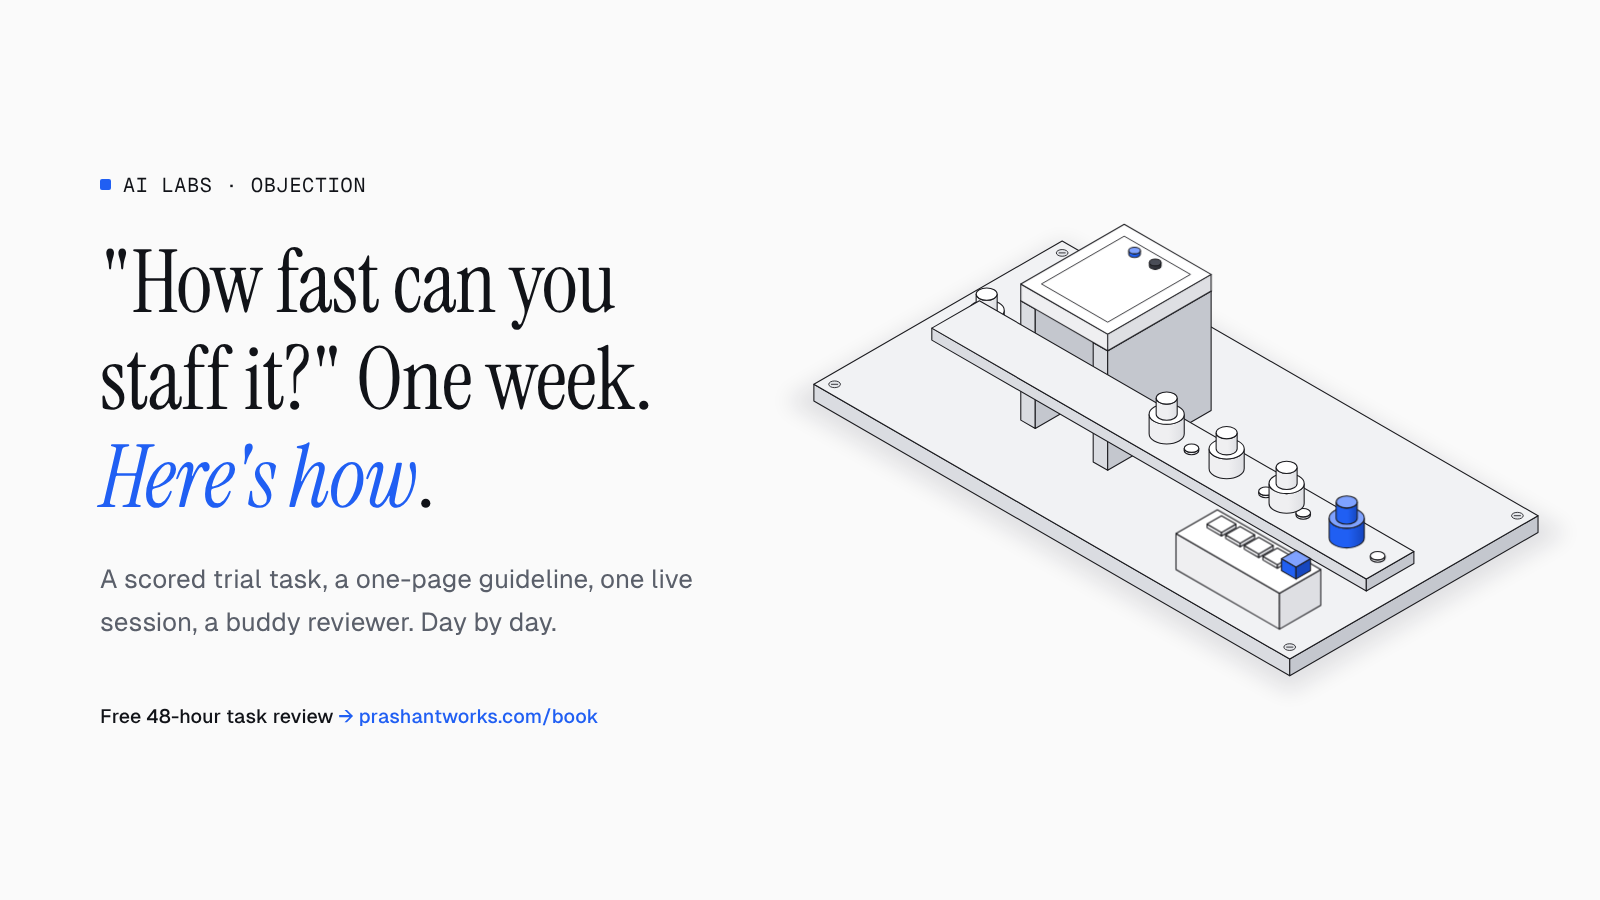 AI LABS · OBJECTION
"How fast can you
staff it?" One week.
Here's how.
A scored trial task, a one-page guideline, one live
session, a buddy reviewer. Day by day.
Free 48-hour task review → prashantworks.com/book